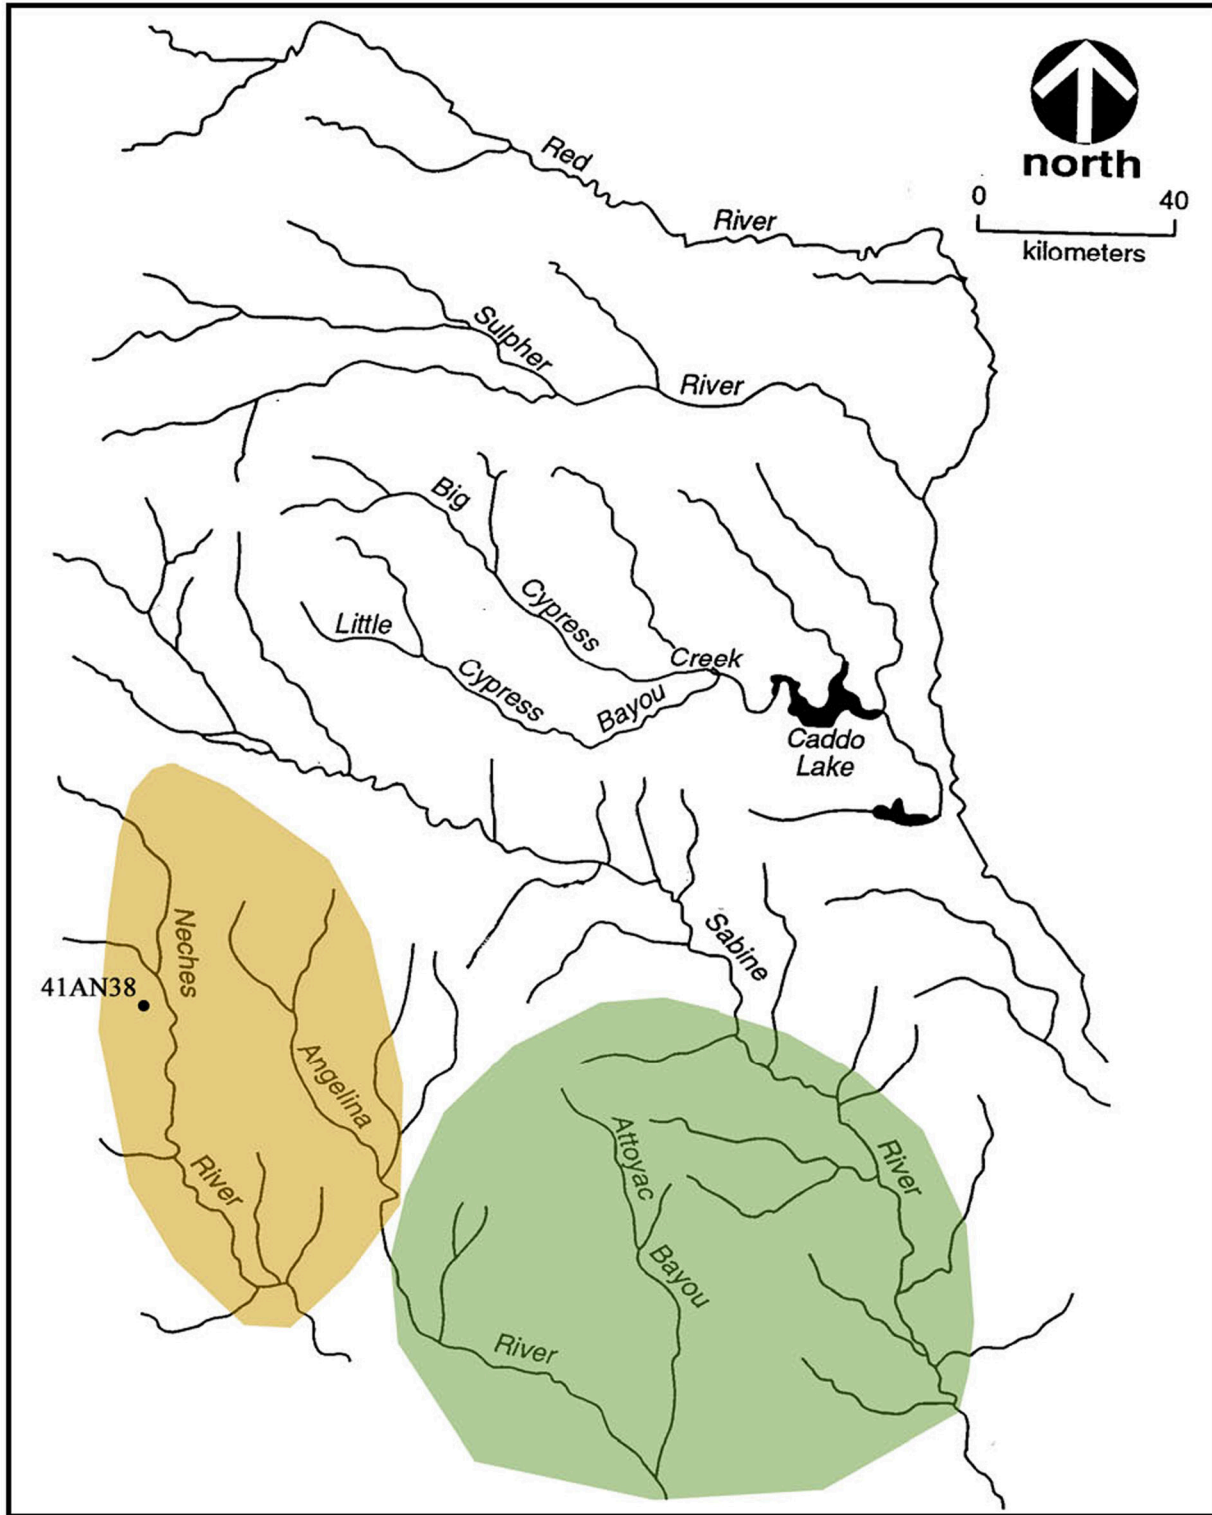 north
0 40
kilometers
Red
River
Sulpher
River
Big
Cypress
Creek
Little
Cypress
Bayou
Caddo
Lake
Sabine
River
Neches
River
41AN38
Angelina
River
Attoyac
Bayou